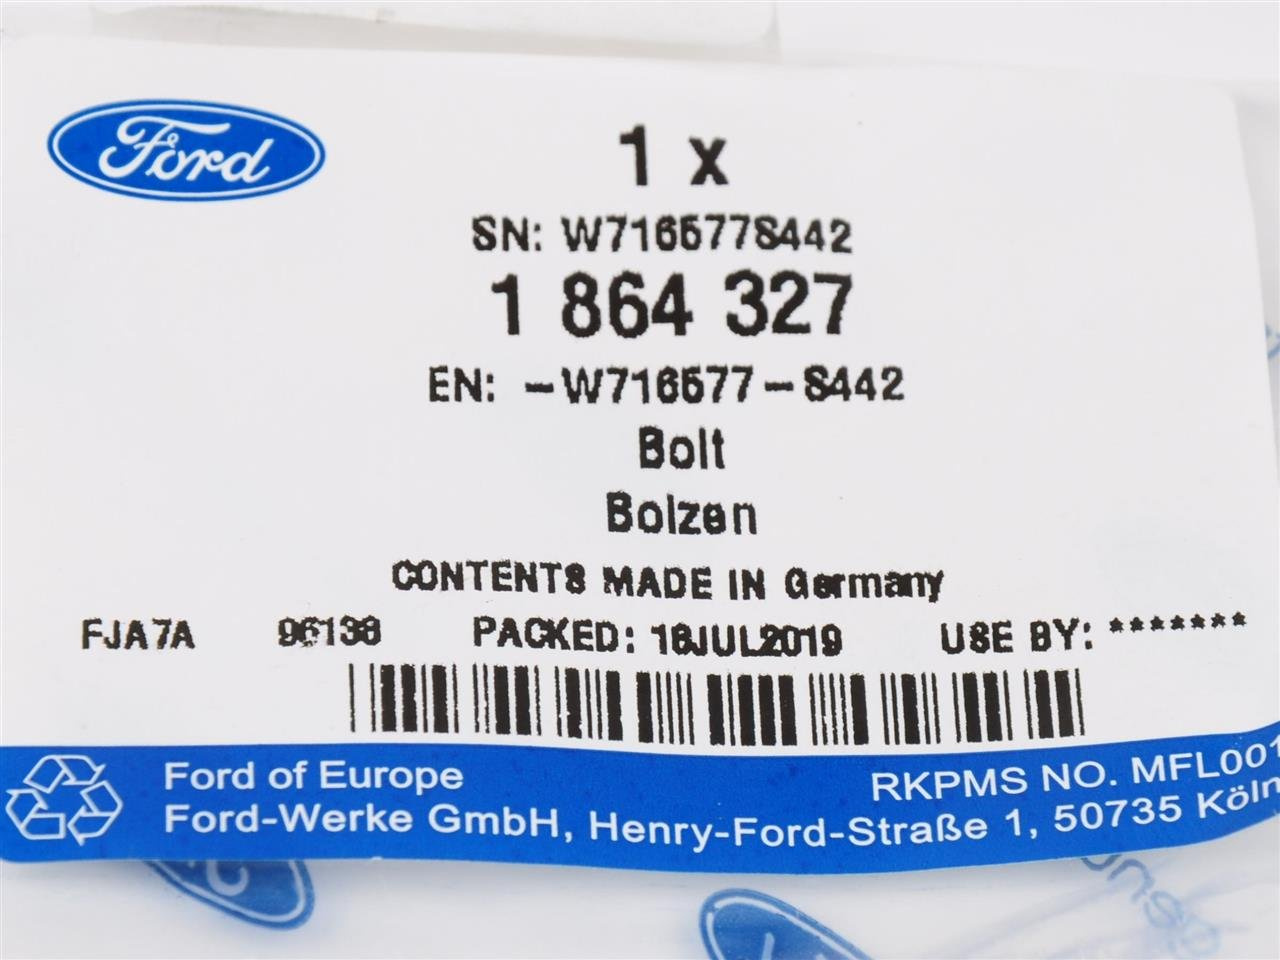 Ford
1 x
SN: W716577S442
1 864 327
EN: -W716577-S442
Bolt
Bolzen
CONTENTS MADE IN Germany
FJA7A 96138 PACKED: 18JUL2019 USE BY: *******
Ford of Europe
RKPMS NO. MFL001
Ford-Werke GmbH, Henry-Ford-Straße 1, 50735 Köln